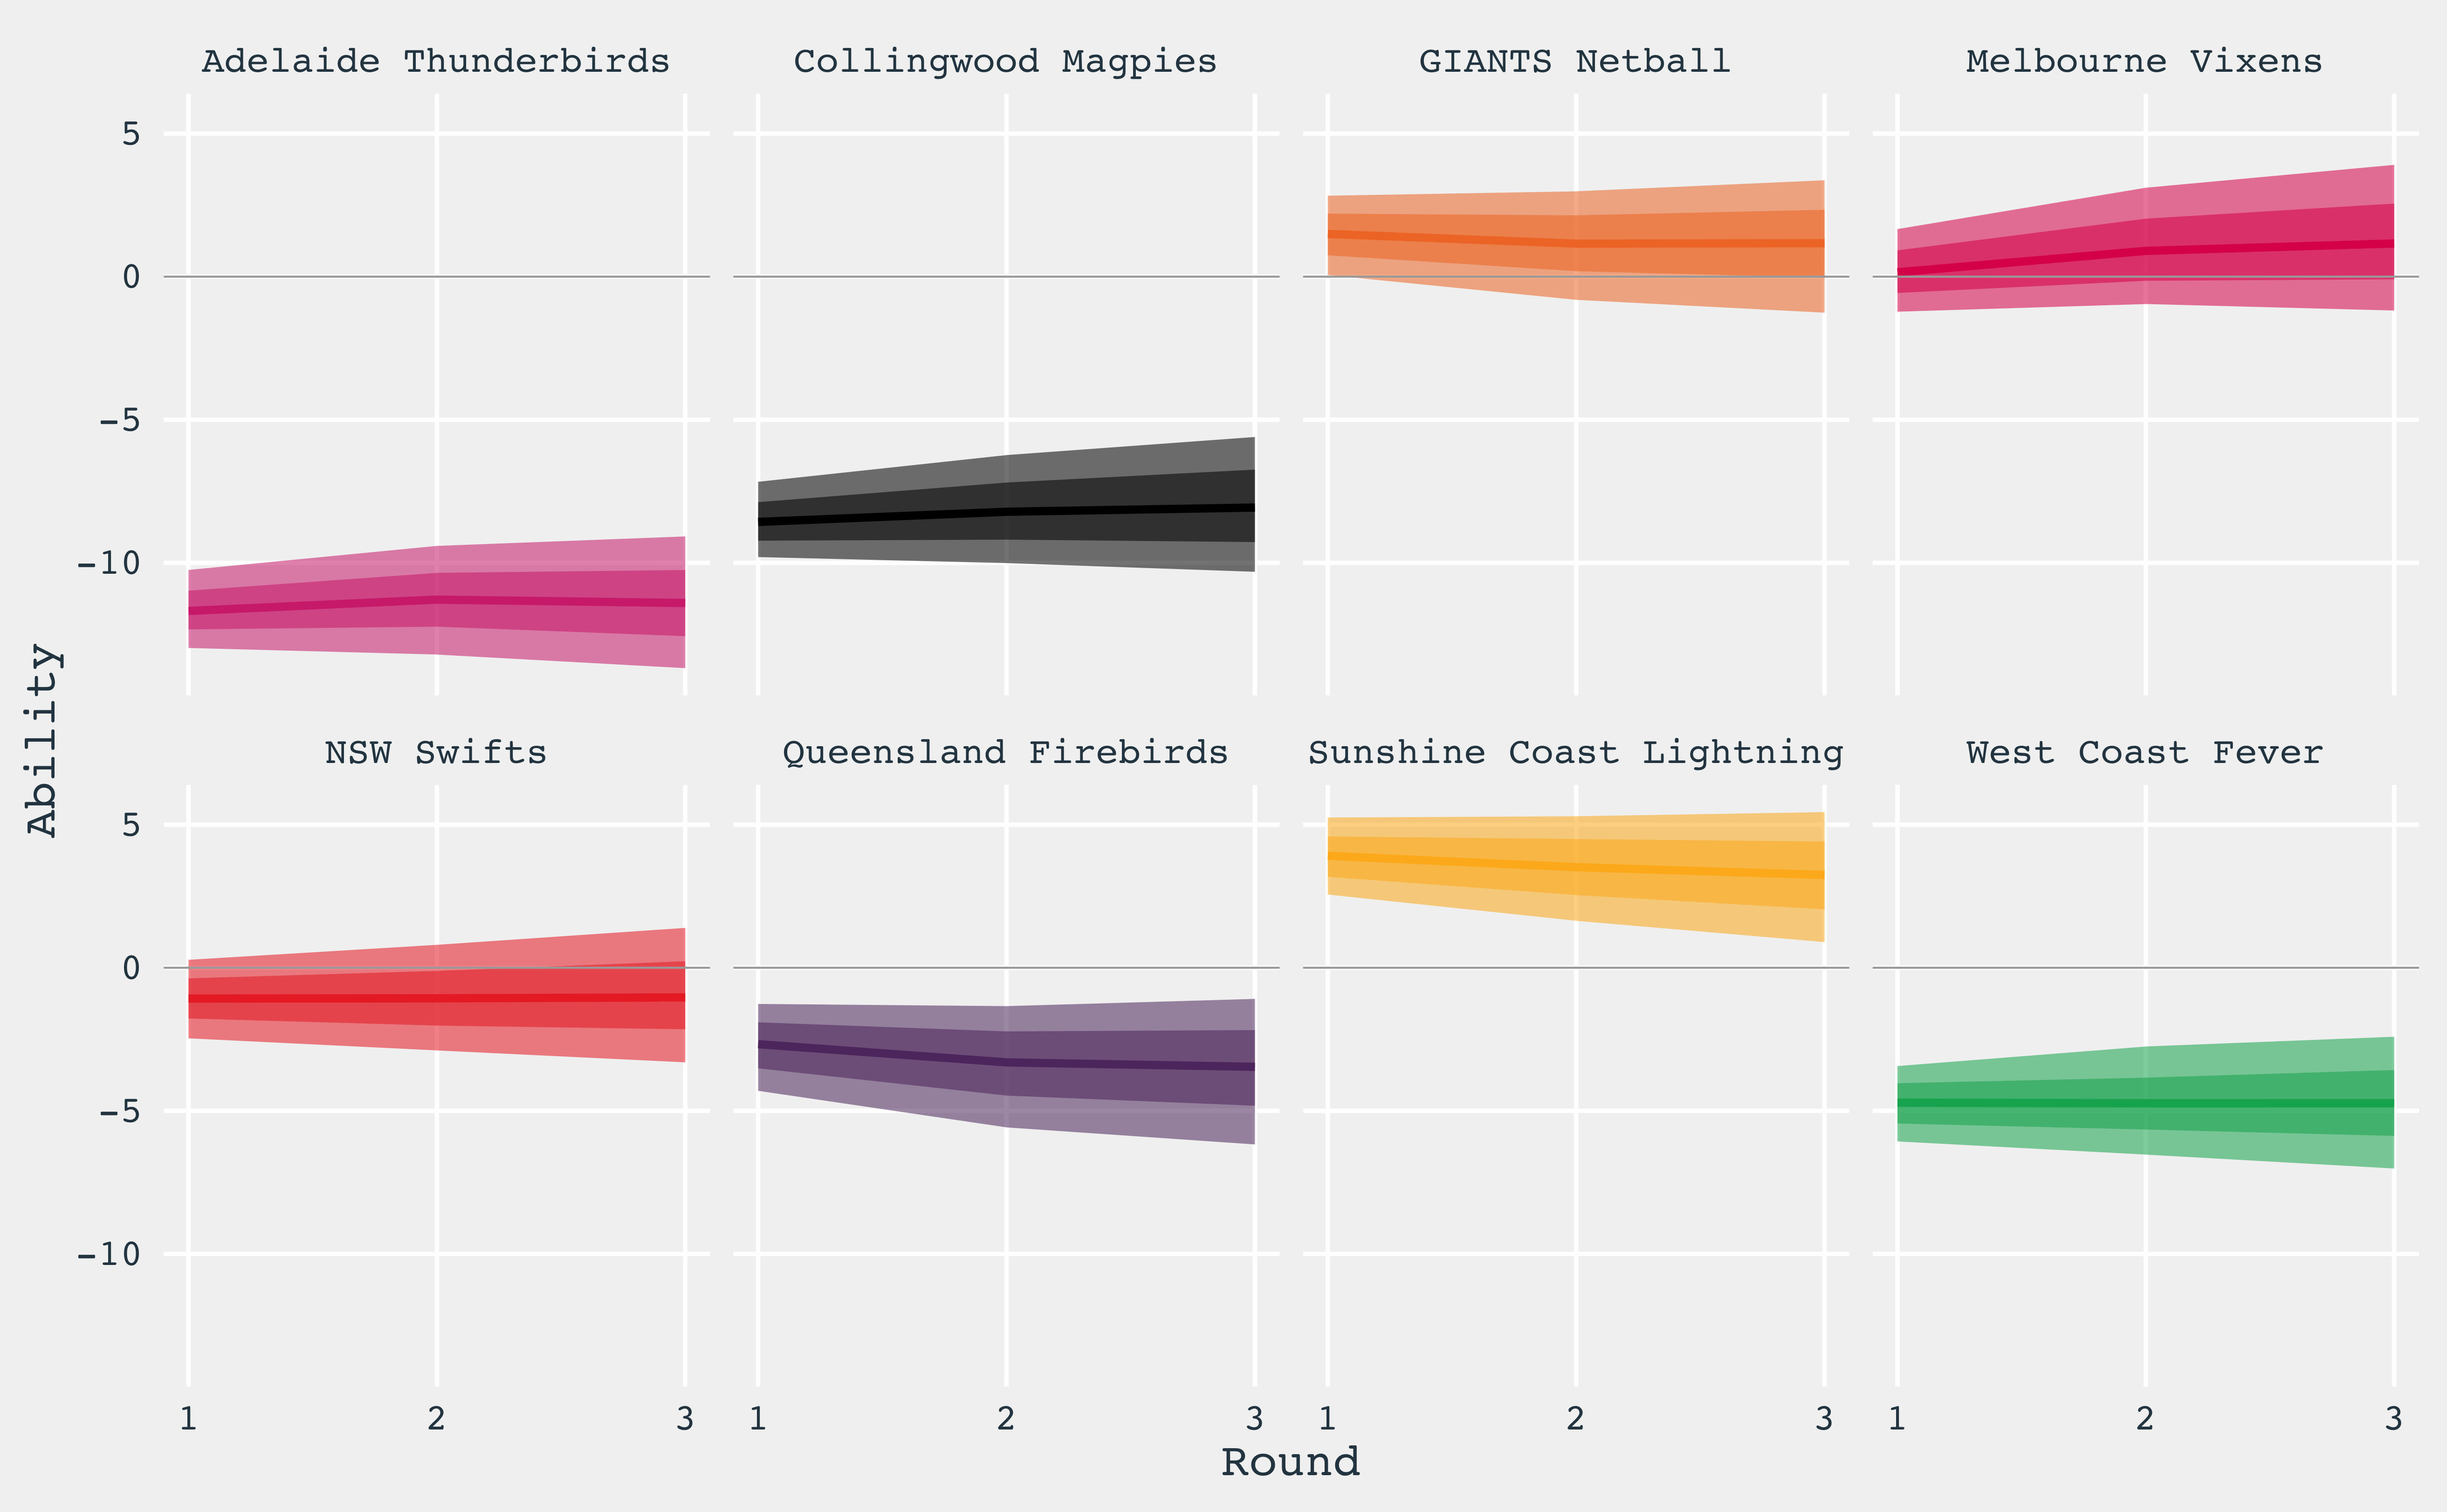 Adelaide Thunderbirds Collingwood Magpies GIANTS Netball Melbourne Vixens
5
0
-5
-10
Ability
NSW Swifts Queensland Firebirds Sunshine Coast Lightning West Coast Fever
5
0
-5
-10
1 2 3 1 2 3 1 2 3 1 2 3
Round